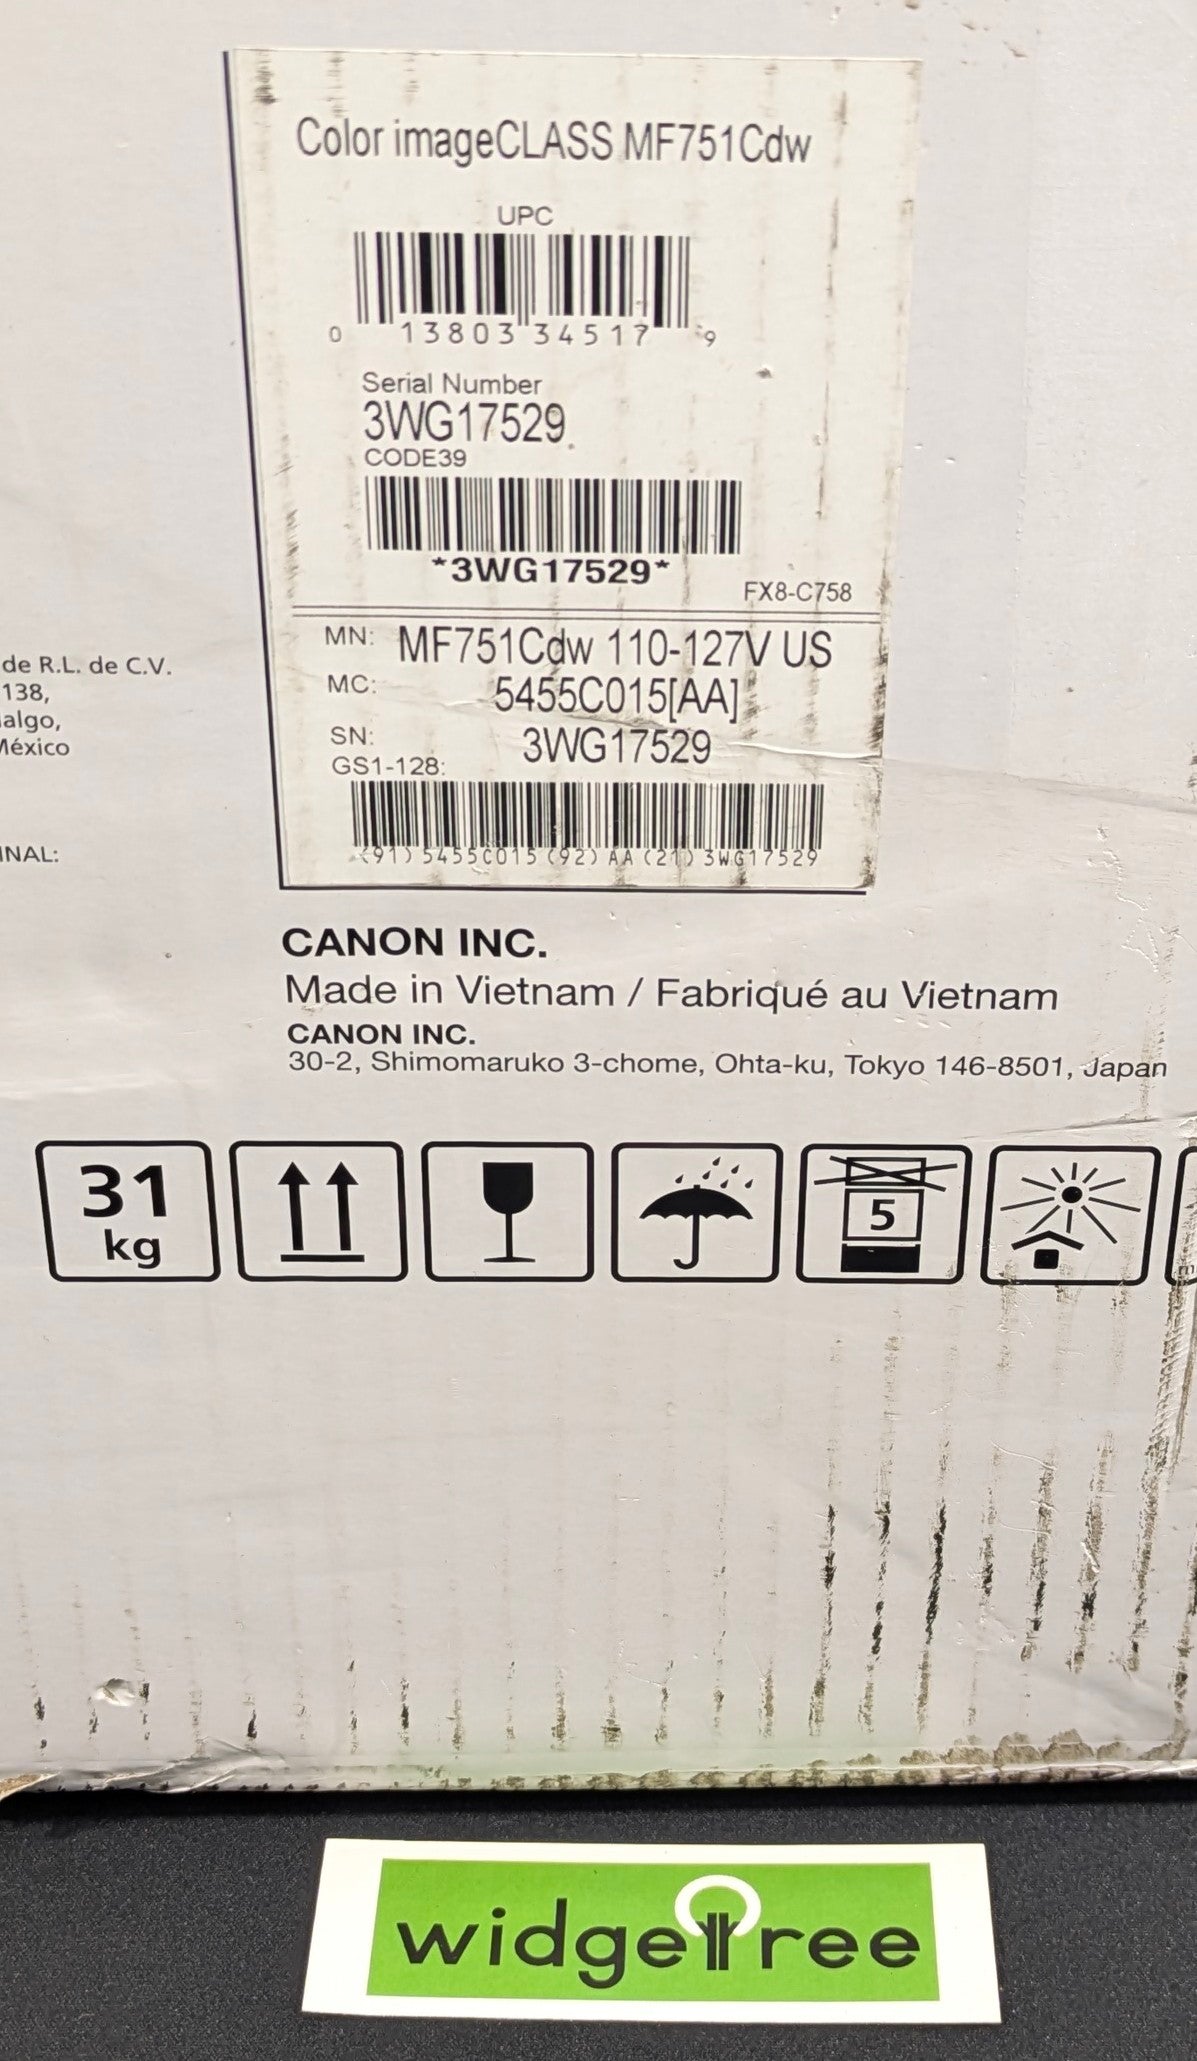 Color imageCLASS MF751Cdw
UPC
0 13803 34517 9
Serial Number
3WG17529
CODE39
*3WG17529*
FX8-C758
MN: MF751Cdw 110-127V US
MC: 5455C015[AA]
SN: 3WG17529
GS1-128:
(91) 5455C015 (92) AA (21) 3WG17529
de R.L. de C.V.
138,
México
CANON INC.
Made in Vietnam / Fabriqué au Vietnam
CANON INC.
30-2, Shimomaruko 3-chome, Ohta-ku, Tokyo 146-8501, Japan
31
kg
5
widgeTree